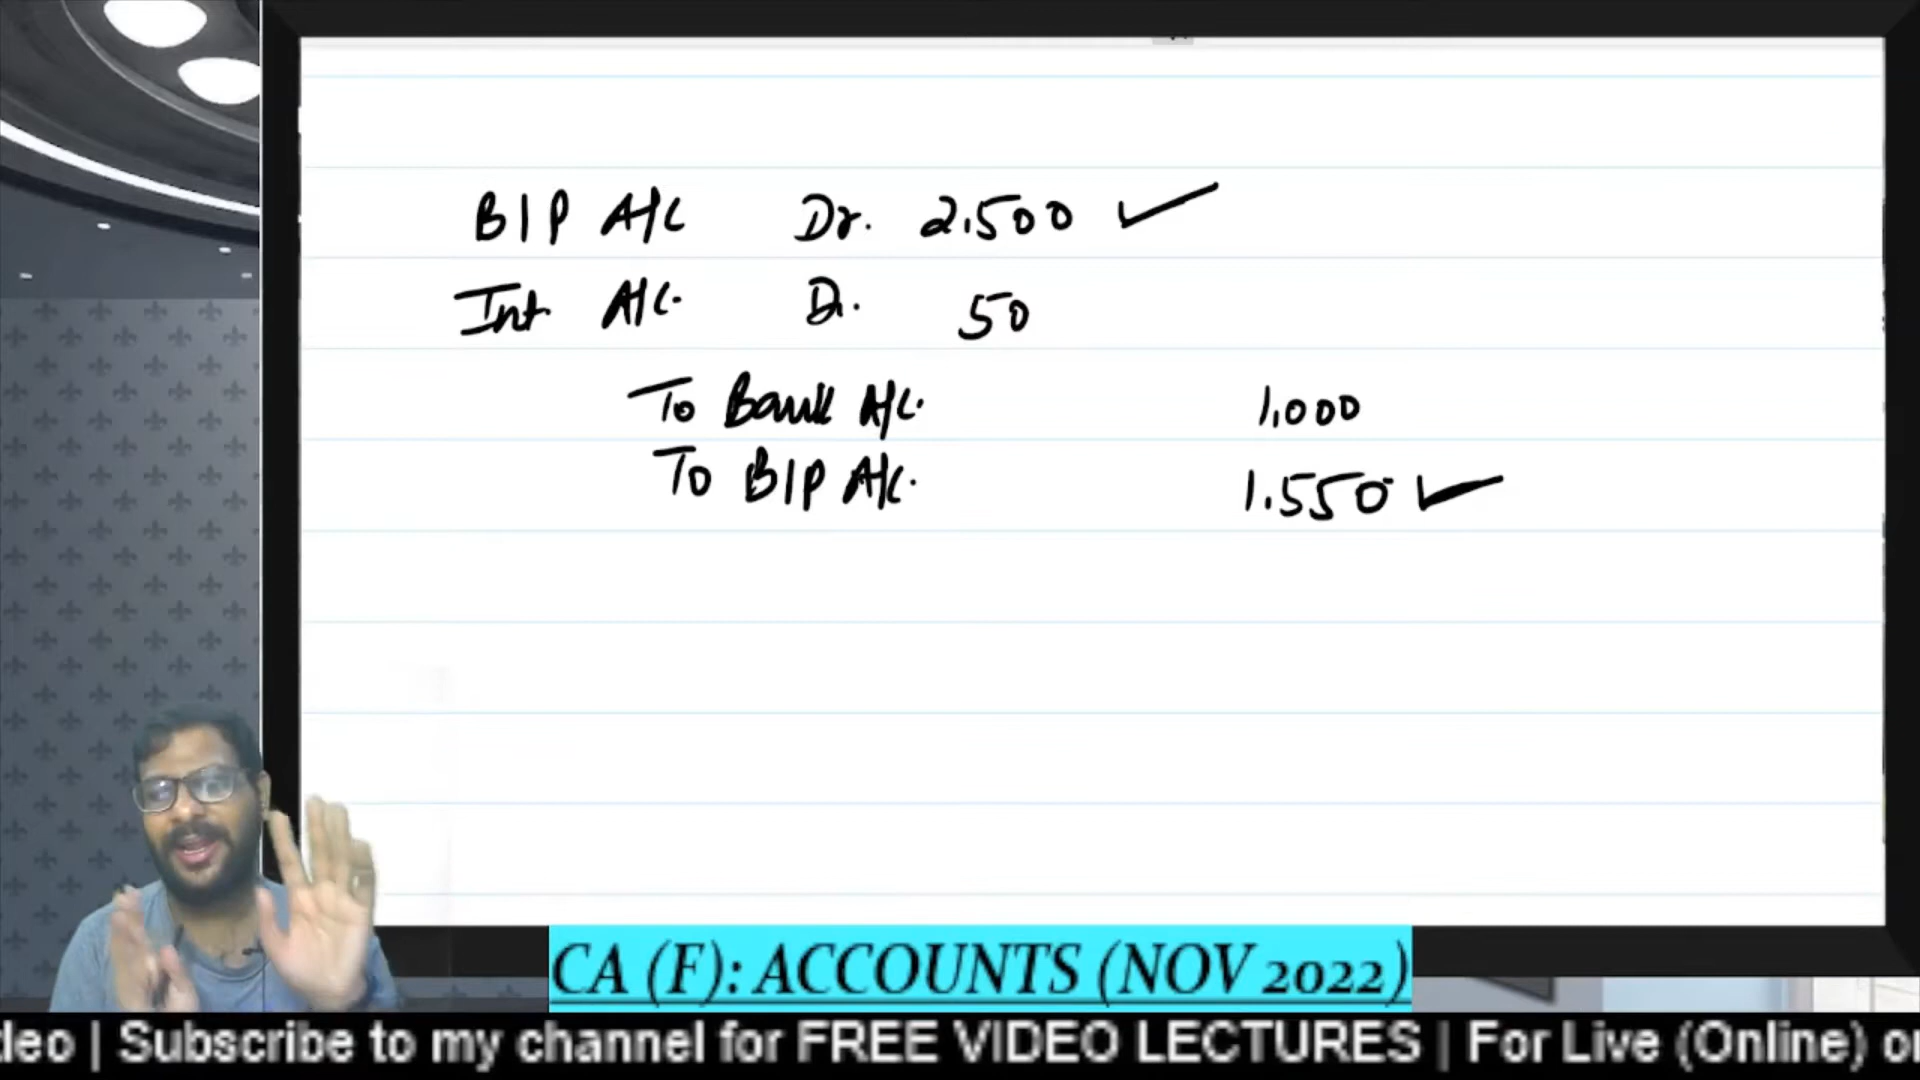 B/P A/c Dr. 2,500 ✓
Int A/c. D. 50
To Bank A/c. 1,000
To B/P A/c. 1,550 ✓
CA (F): ACCOUNTS (NOV 2022)
deo | Subscribe to my channel for FREE VIDEO LECTURES | For Live (Online) or